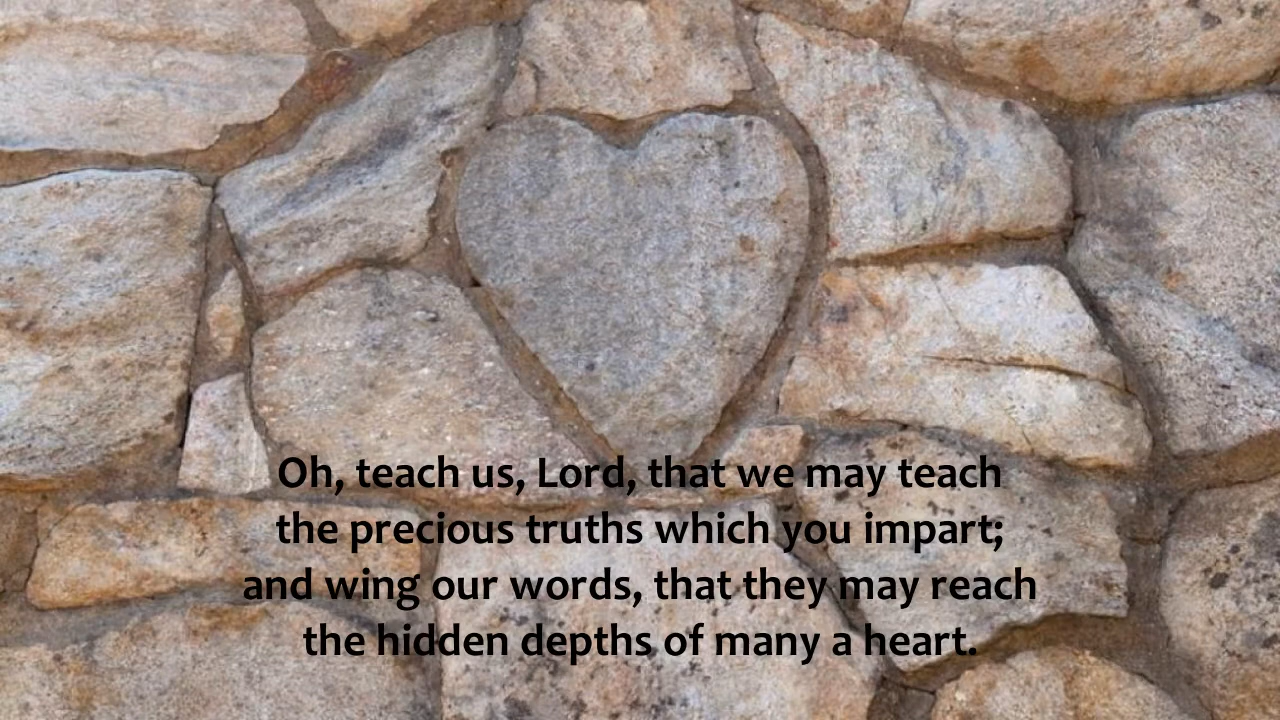 Oh, teach us, Lord, that we may teach
the precious truths which you impart;
and wing our words, that they may reach
the hidden depths of many a heart.